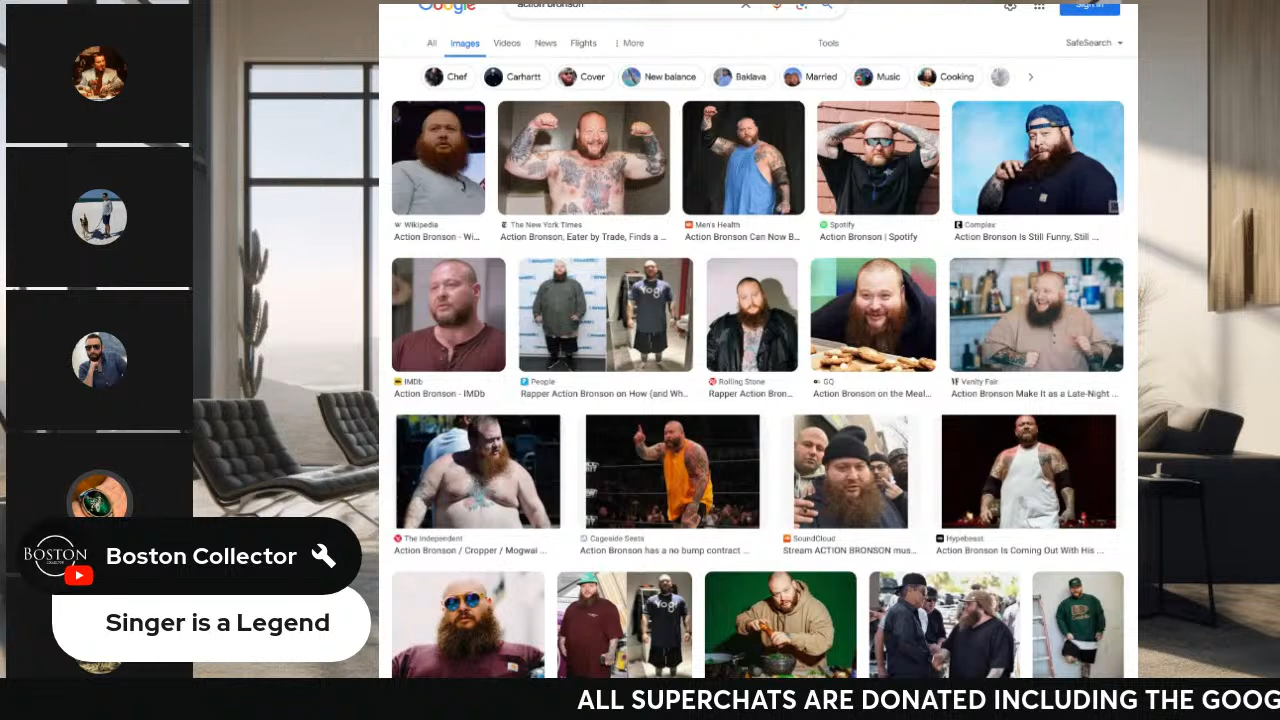 Google
action bronson
Sign in
All Images Videos News Flights More Tools SafeSearch
Chef Carhartt Cover New balance Baklava Married Music Cooking
Wikipedia The New York Times Men's Health Spotify Complex
Action Bronson - Wi... Action Bronson, Eater by Trade, Finds a ... Action Bronson Can Now B... Action Bronson | Spotify Action Bronson Is Still Funny, Still ...
IMDb People Rolling Stone GQ Vanity Fair
Action Bronson - IMDb Rapper Action Bronson on How (and Wh... Rapper Action Bron... Action Bronson on the Meal... Action Bronson Make It as a Late-Night ...
The Independent Cageside Seats SoundCloud Hypebeast
Action Bronson / Cropper / Mogwai ... Action Bronson has a no bump contract ... Stream ACTION BRONSON mus... Action Bronson Is Coming Out With His ...
BOSTON
Boston Collector
Singer is a Legend
ALL SUPERCHATS ARE DONATED INCLUDING THE GOOG